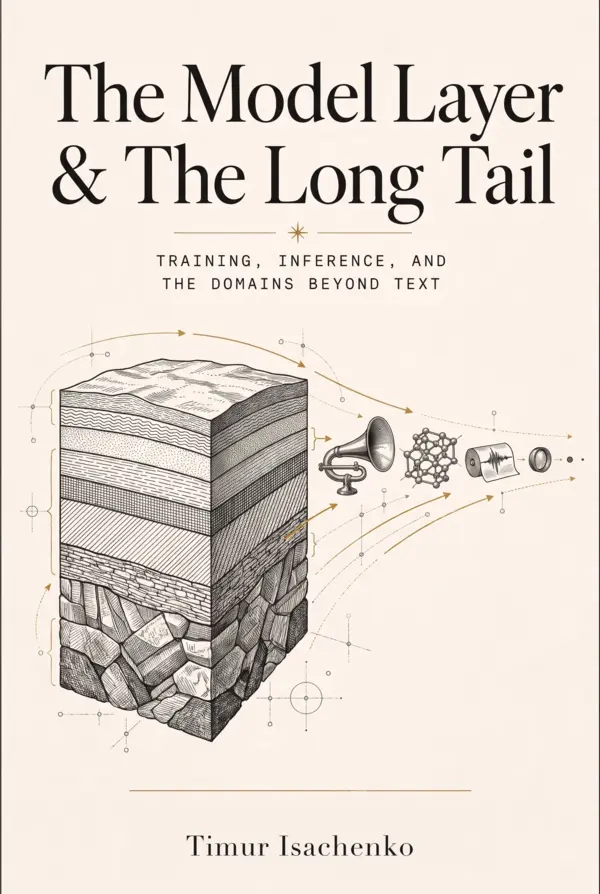 The Model Layer
& The Long Tail
TRAINING, INFERENCE, AND
THE DOMAINS BEYOND TEXT
Timur Isachenko